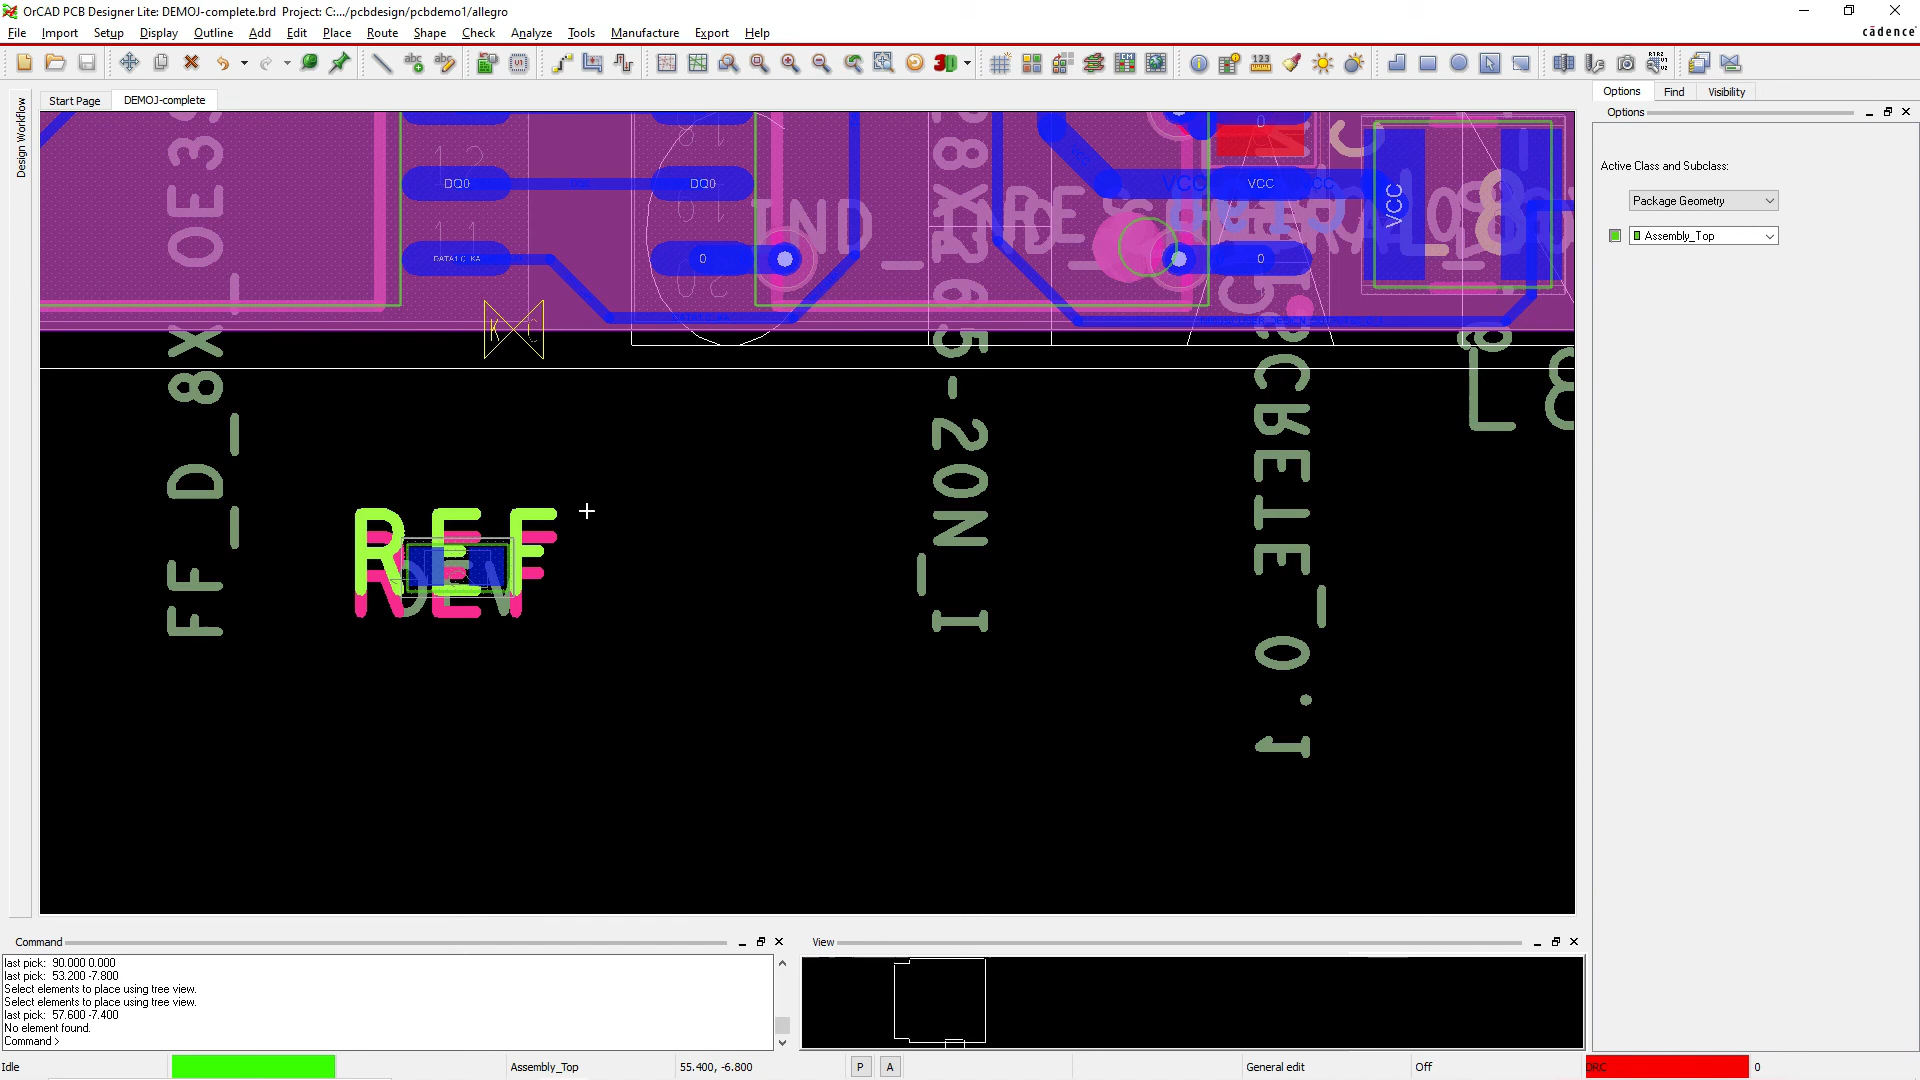 OrCAD PCB Designer Lite: DEMOJ-complete.brd  Project: C:.../pcbdesign/pcbdemo1/allegro
File Import Setup Display Outline Add Edit Place Route Shape Check Analyze Tools Manufacture Export Help
cādence
Design Workflow
Start Page DEMOJ-complete
Options Find Visibility
Options
Active Class and Subclass:
Package Geometry
Assembly_Top
DQ0 DQ0 VCC
VCC
0 0
REF
DEV
Command
last pick:  90.000 0.000
last pick:  53.200 -7.800
Select elements to place using tree view.
Select elements to place using tree view.
last pick:  57.600 -7.400
No element found.
Command >
View
Idle Assembly_Top 55.400, -6.800 P A General edit Off DRC 0